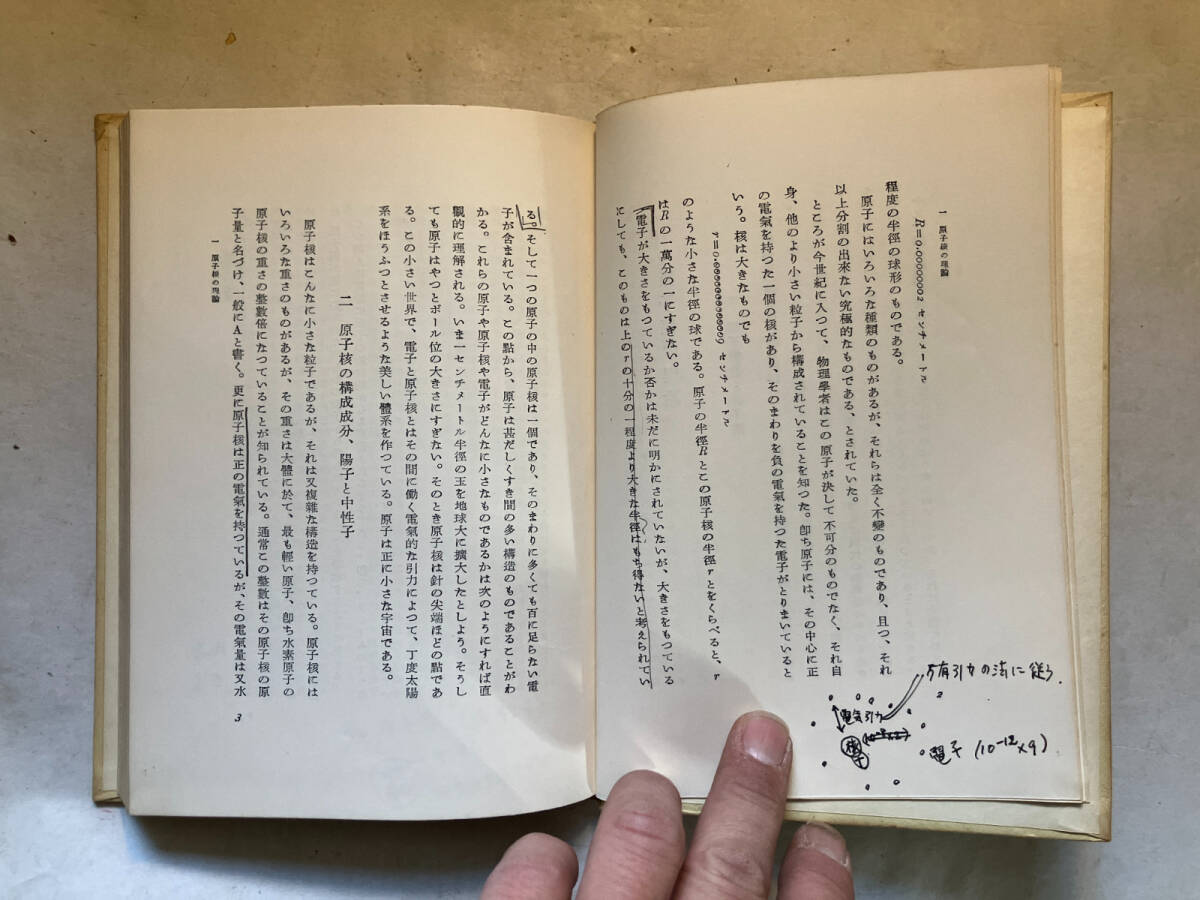 一 原子核の理論
R=0.00000002 センチメートル
程度の半徑の球形のものである。
原子にはいろいろな種類のものがあるが、それらは全く不變のものであり、且つ、それ
以上分割の出來ない究極的なものである、とされていた。
ところが今世紀に入つて、物理學者はこの原子が決して不可分のものでなく、それ自
身、他のより小さい粒子から構成されていることを知つた。卽ち原子には、その中心に正
の電氣を持つた一個の核があり、そのまわりを負の電氣を持つた電子がとりまいていると
いう。核は大きなものでも
センチメートル
のような小さな半徑の球である。原子の半徑Rとこの原子核の半徑rとをくらべると、r
はRの一萬分の一にすぎない。
電子が大きさをもつているか否かは未だに明かにされていないが、大きさをもつている
にしても、このものは上のrの十分の一程度より大きな半徑はもち得ないと考えられてい
万有引力の法に従う.
電気引力
核
電子 (10⁻¹²×9)
る。そして一つの原子の中の原子核は一個であり、そのまわりに多くても百に足らない電
子が含まれている。この點から、原子は甚だしくすき間の多い構造のものであることがわ
かる。これらの原子や原子核や電子がどんなに小さなものであるかは次のようにすれば直
觀的に理解される。いま一センチメートル半徑の玉を地球大に擴大したとしよう。そうし
ても原子はやつとボール位の大きさにすぎない。そのとき原子核は針の尖端ほどの點であ
る。この小さい世界で、電子と原子核とはその間に働く電氣的な引力によつて、丁度太陽
系をほうふつとさせるような美しい體系を作つている。原子は正に小さな宇宙である。
二 原子核の構成成分、陽子と中性子
原子核はこんなに小さな粒子であるが、それは又複雜な構造を持つている。原子核には
いろいろな重さのものがあるが、その重さは大體に於て、最も輕い原子、卽ち水素原子の
原子核の重さの整數倍になつていることが知られている。通常この整數はその原子核の原
子量と名づけ、一般にAと書く。更に原子核は正の電氣を持つているが、その電氣量は又水
一 原子核の理論
3